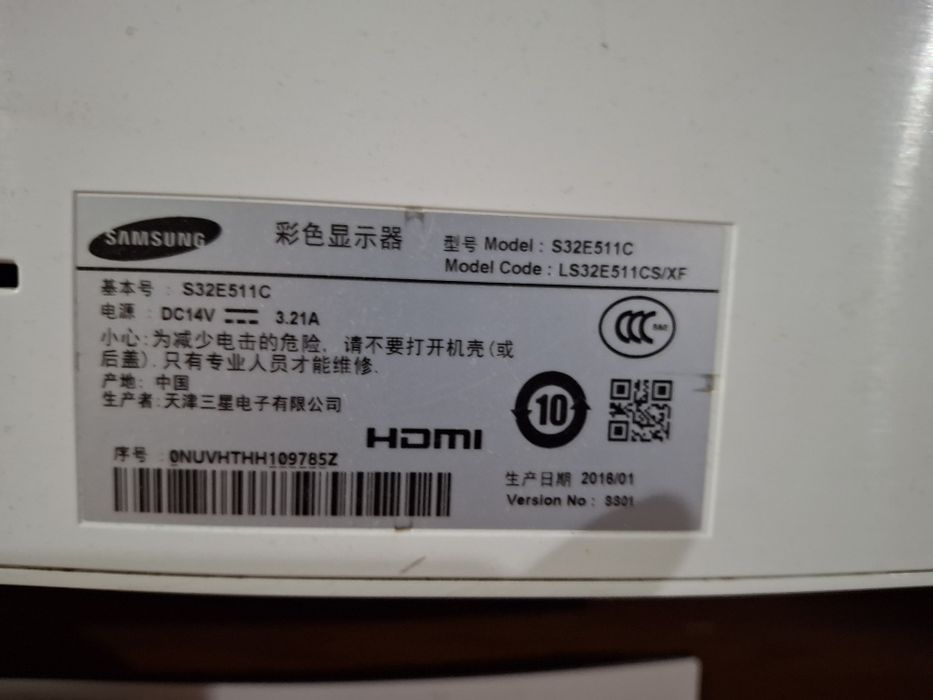 SAMSUNG
彩色显示器
型号 Model : S32E511C
Model Code : LS32E511CS/XF
基本号 : S32E511C
电源 : DC14V 3.21A
小心:为减少电击的危险, 请不要打开机壳(或
后盖).只有专业人员才能维修.
产地: 中国
生产者:天津三星电子有限公司
10
HDMI
序号 : 0NUVHTHH109785Z
生产日期 2016/01
Version No : SS01